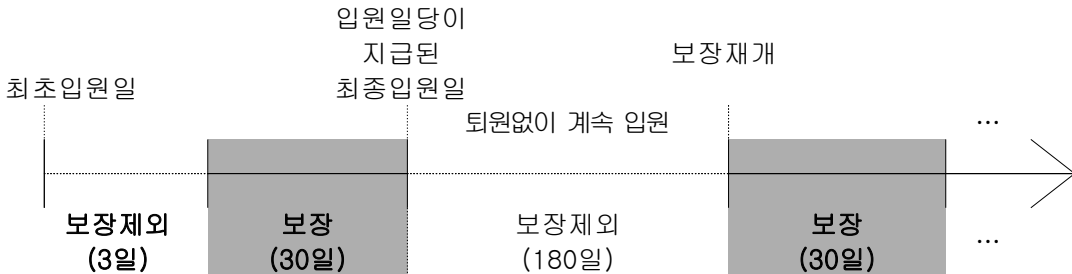 입원일당이
지급된
최종입원일
최초입원일
보장재개
퇴원없이 계속 입원
...
보장제외
(3일)
보장
(30일)
보장제외
(180일)
보장
(30일)
...